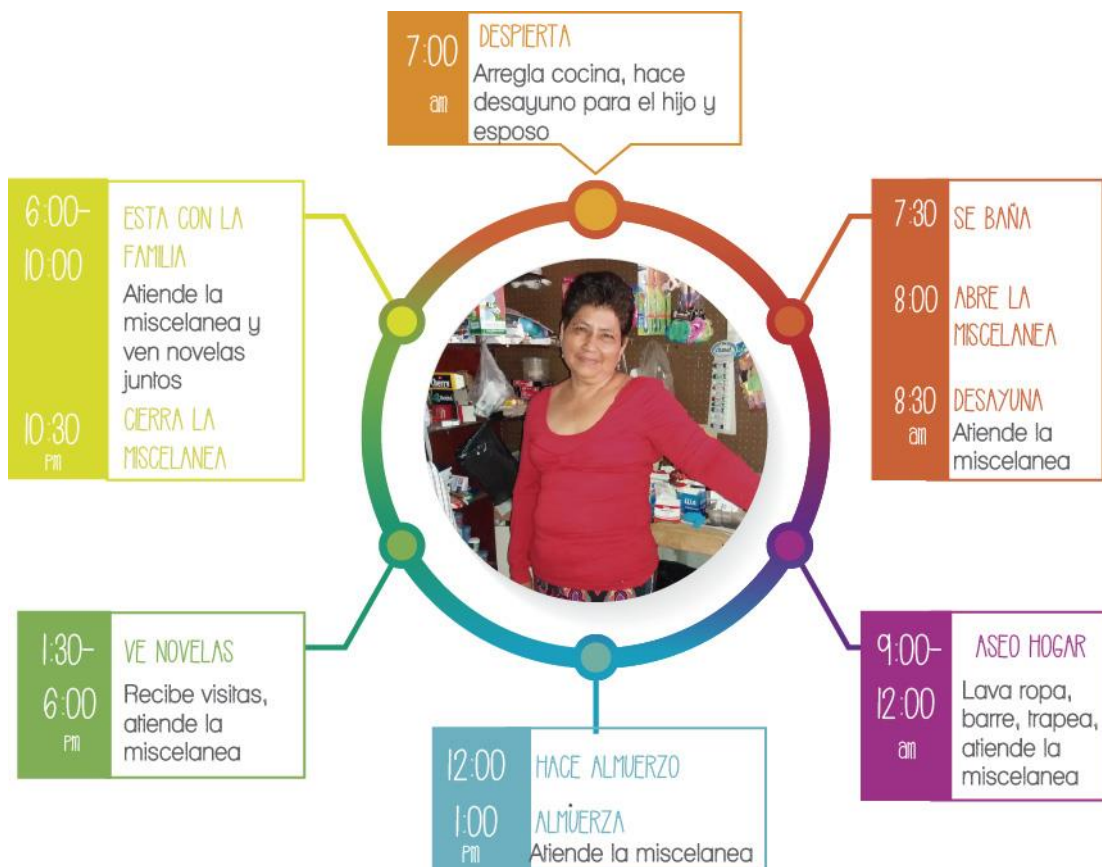 7:00
am
DESPIERTA
Arregla cocina, hace
desayuno para el hijo y
esposo
7:30
SE BAÑA
8:00
ABRE LA
MISCELANEA
8:30
am
DESAYUNA
Atiende la
miscelanea
9:00-
12:00
am
ASEO HOGAR
Lava ropa,
barre, trapea,
atiende la
miscelanea
12:00
HACE ALMUERZO
1:00
PM
ALMUERZA
Atiende la miscelanea
1:30-
6:00
PM
VE NOVELAS
Recibe visitas,
atiende la
miscelanea
6:00-
10:00
ESTA CON LA
FAMILIA
Atiende la
miscelanea y
ven novelas
juntos
10:30
PM
CIERRA LA
MISCELANEA